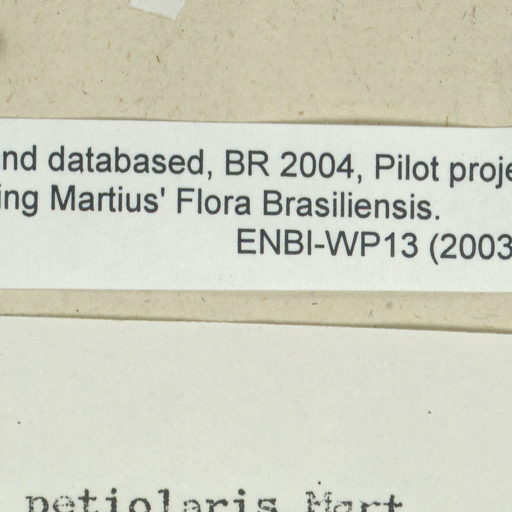 nd databased, BR 2004, Pilot proje
ing Martius' Flora Brasiliensis.
ENBI-WP13 (2003
petiolaris Mart